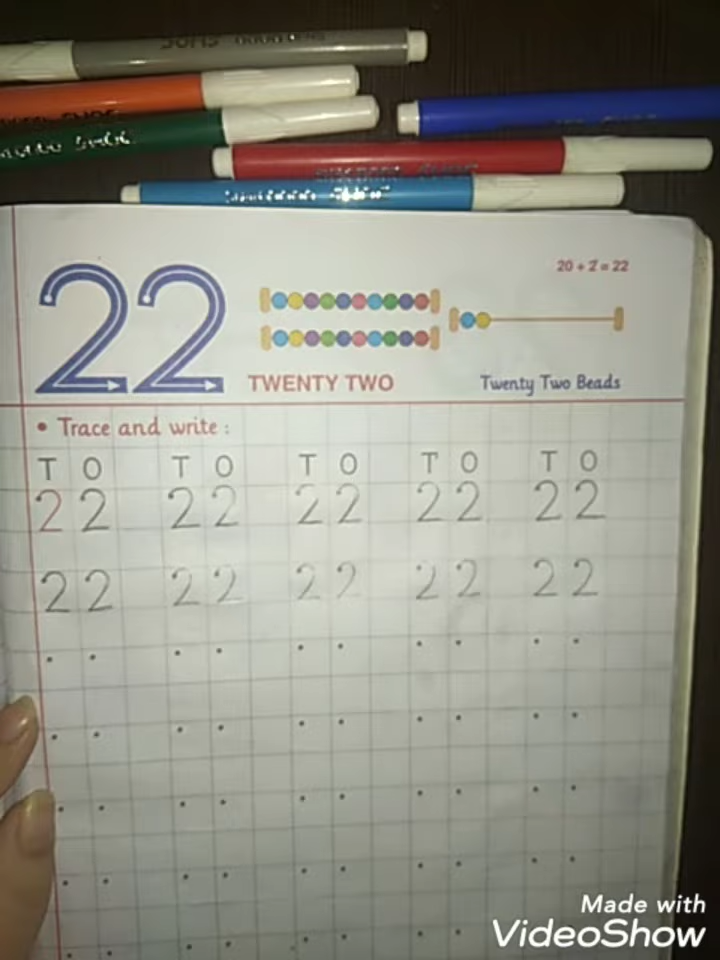 22
20 + 2 = 22
TWENTY TWO
Twenty Two Beads
• Trace and write :
T O T O T O T O T O
22 22 22 22 22
22 22 22 22 22
Made with
VideoShow